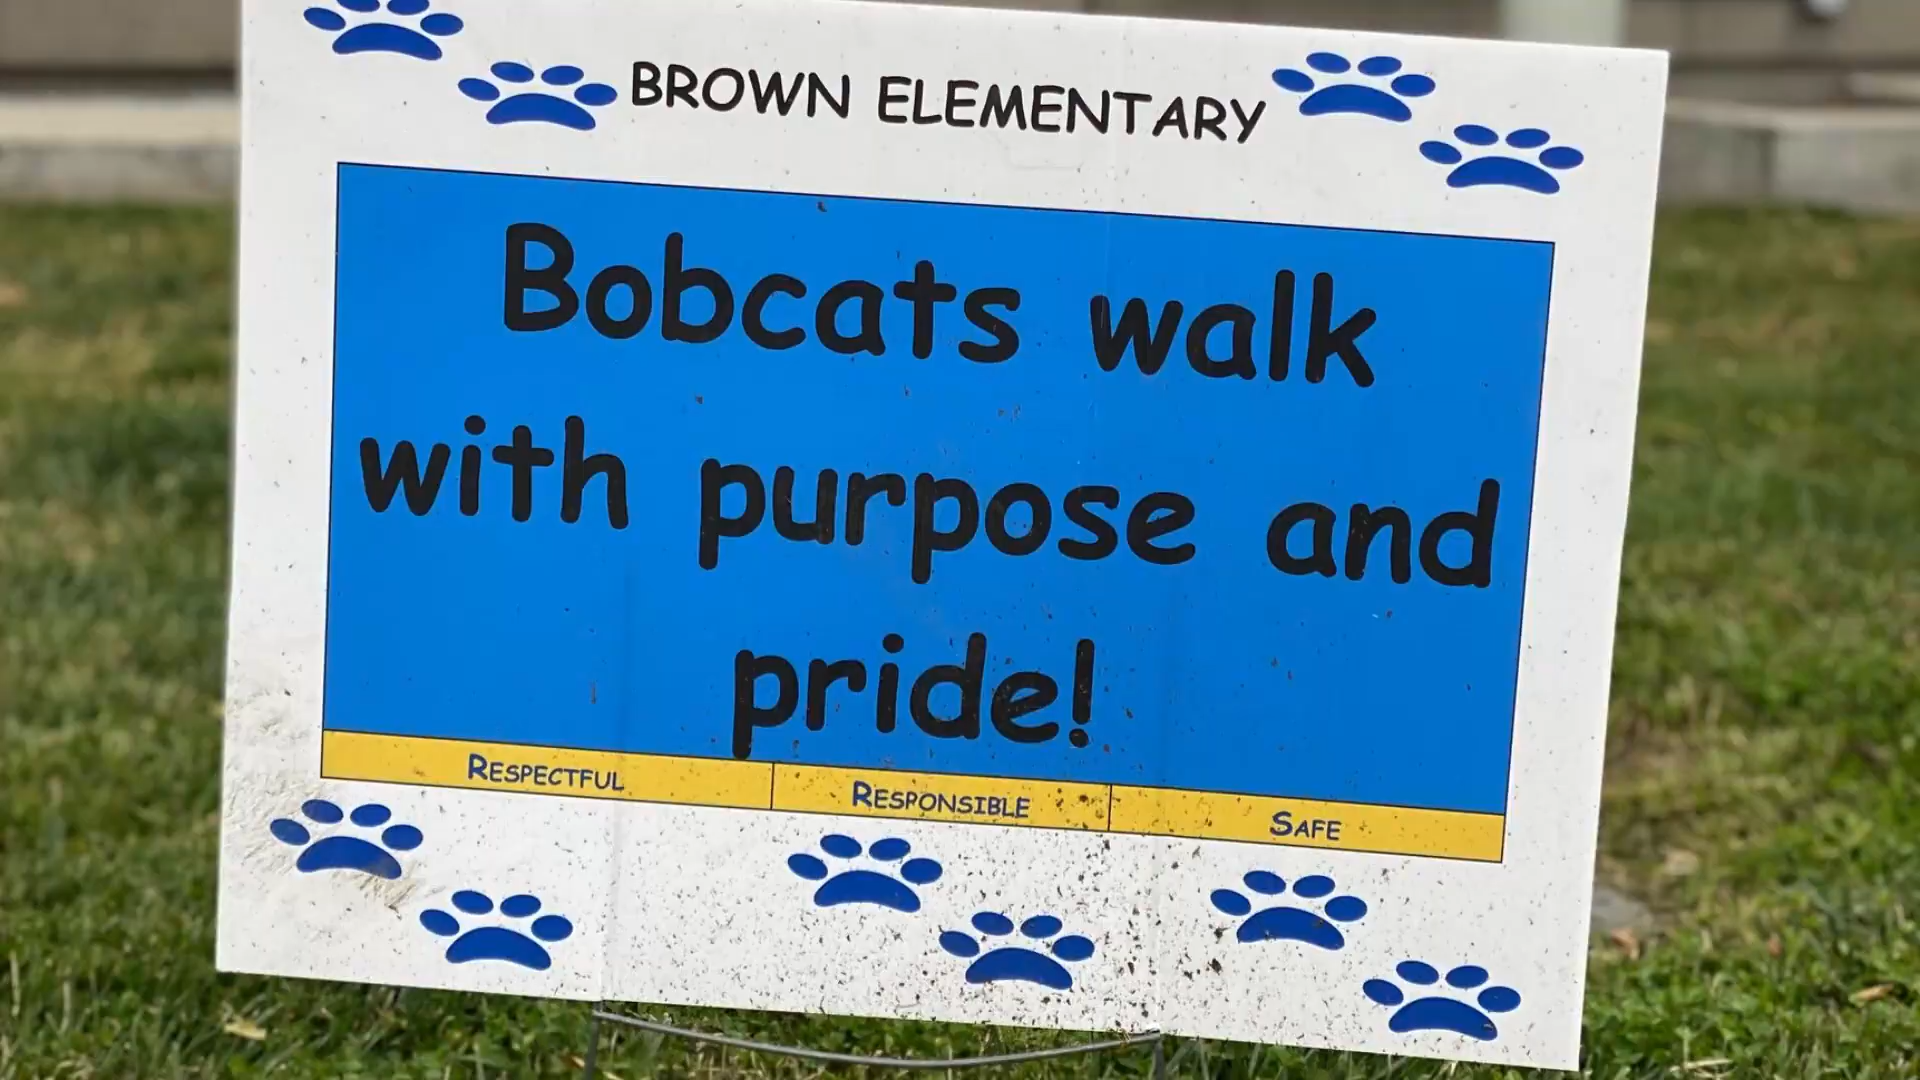 BROWN ELEMENTARY
Bobcats walk
with purpose and
pride!
RESPECTFUL
RESPONSIBLE
SAFE